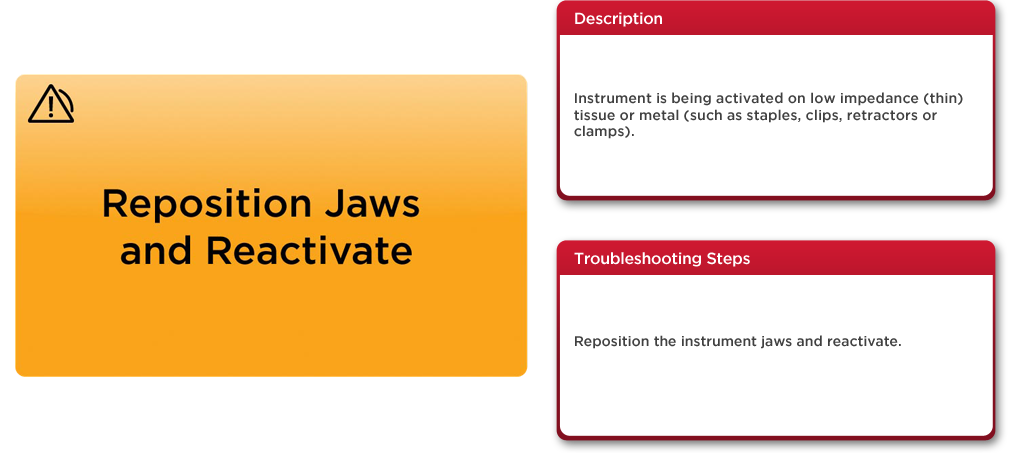 Reposition Jaws
and Reactivate
Description
Instrument is being activated on low impedance (thin)
tissue or metal (such as staples, clips, retractors or
clamps).
Troubleshooting Steps
Reposition the instrument jaws and reactivate.